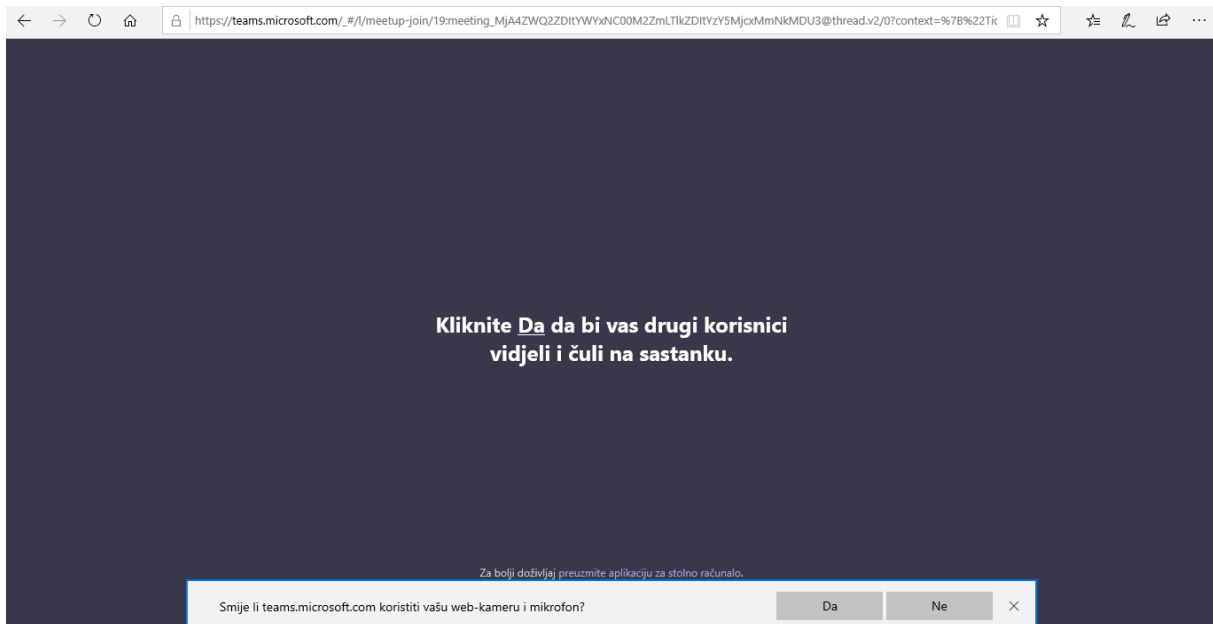 https://teams.microsoft.com/_#/l/meetup-join/19:meeting_MjA4ZWQ2ZDItYWYxNC00M2ZmLTlkZDItYzY5MjcxMmNkMDU3@thread.v2/0?context=%7B%22Tic
Kliknite Da da bi vas drugi korisnici
vidjeli i čuli na sastanku.
Za bolji doživljaj preuzmite aplikaciju za stolno računalo.
Smije li teams.microsoft.com koristiti vašu web-kameru i mikrofon? Da Ne